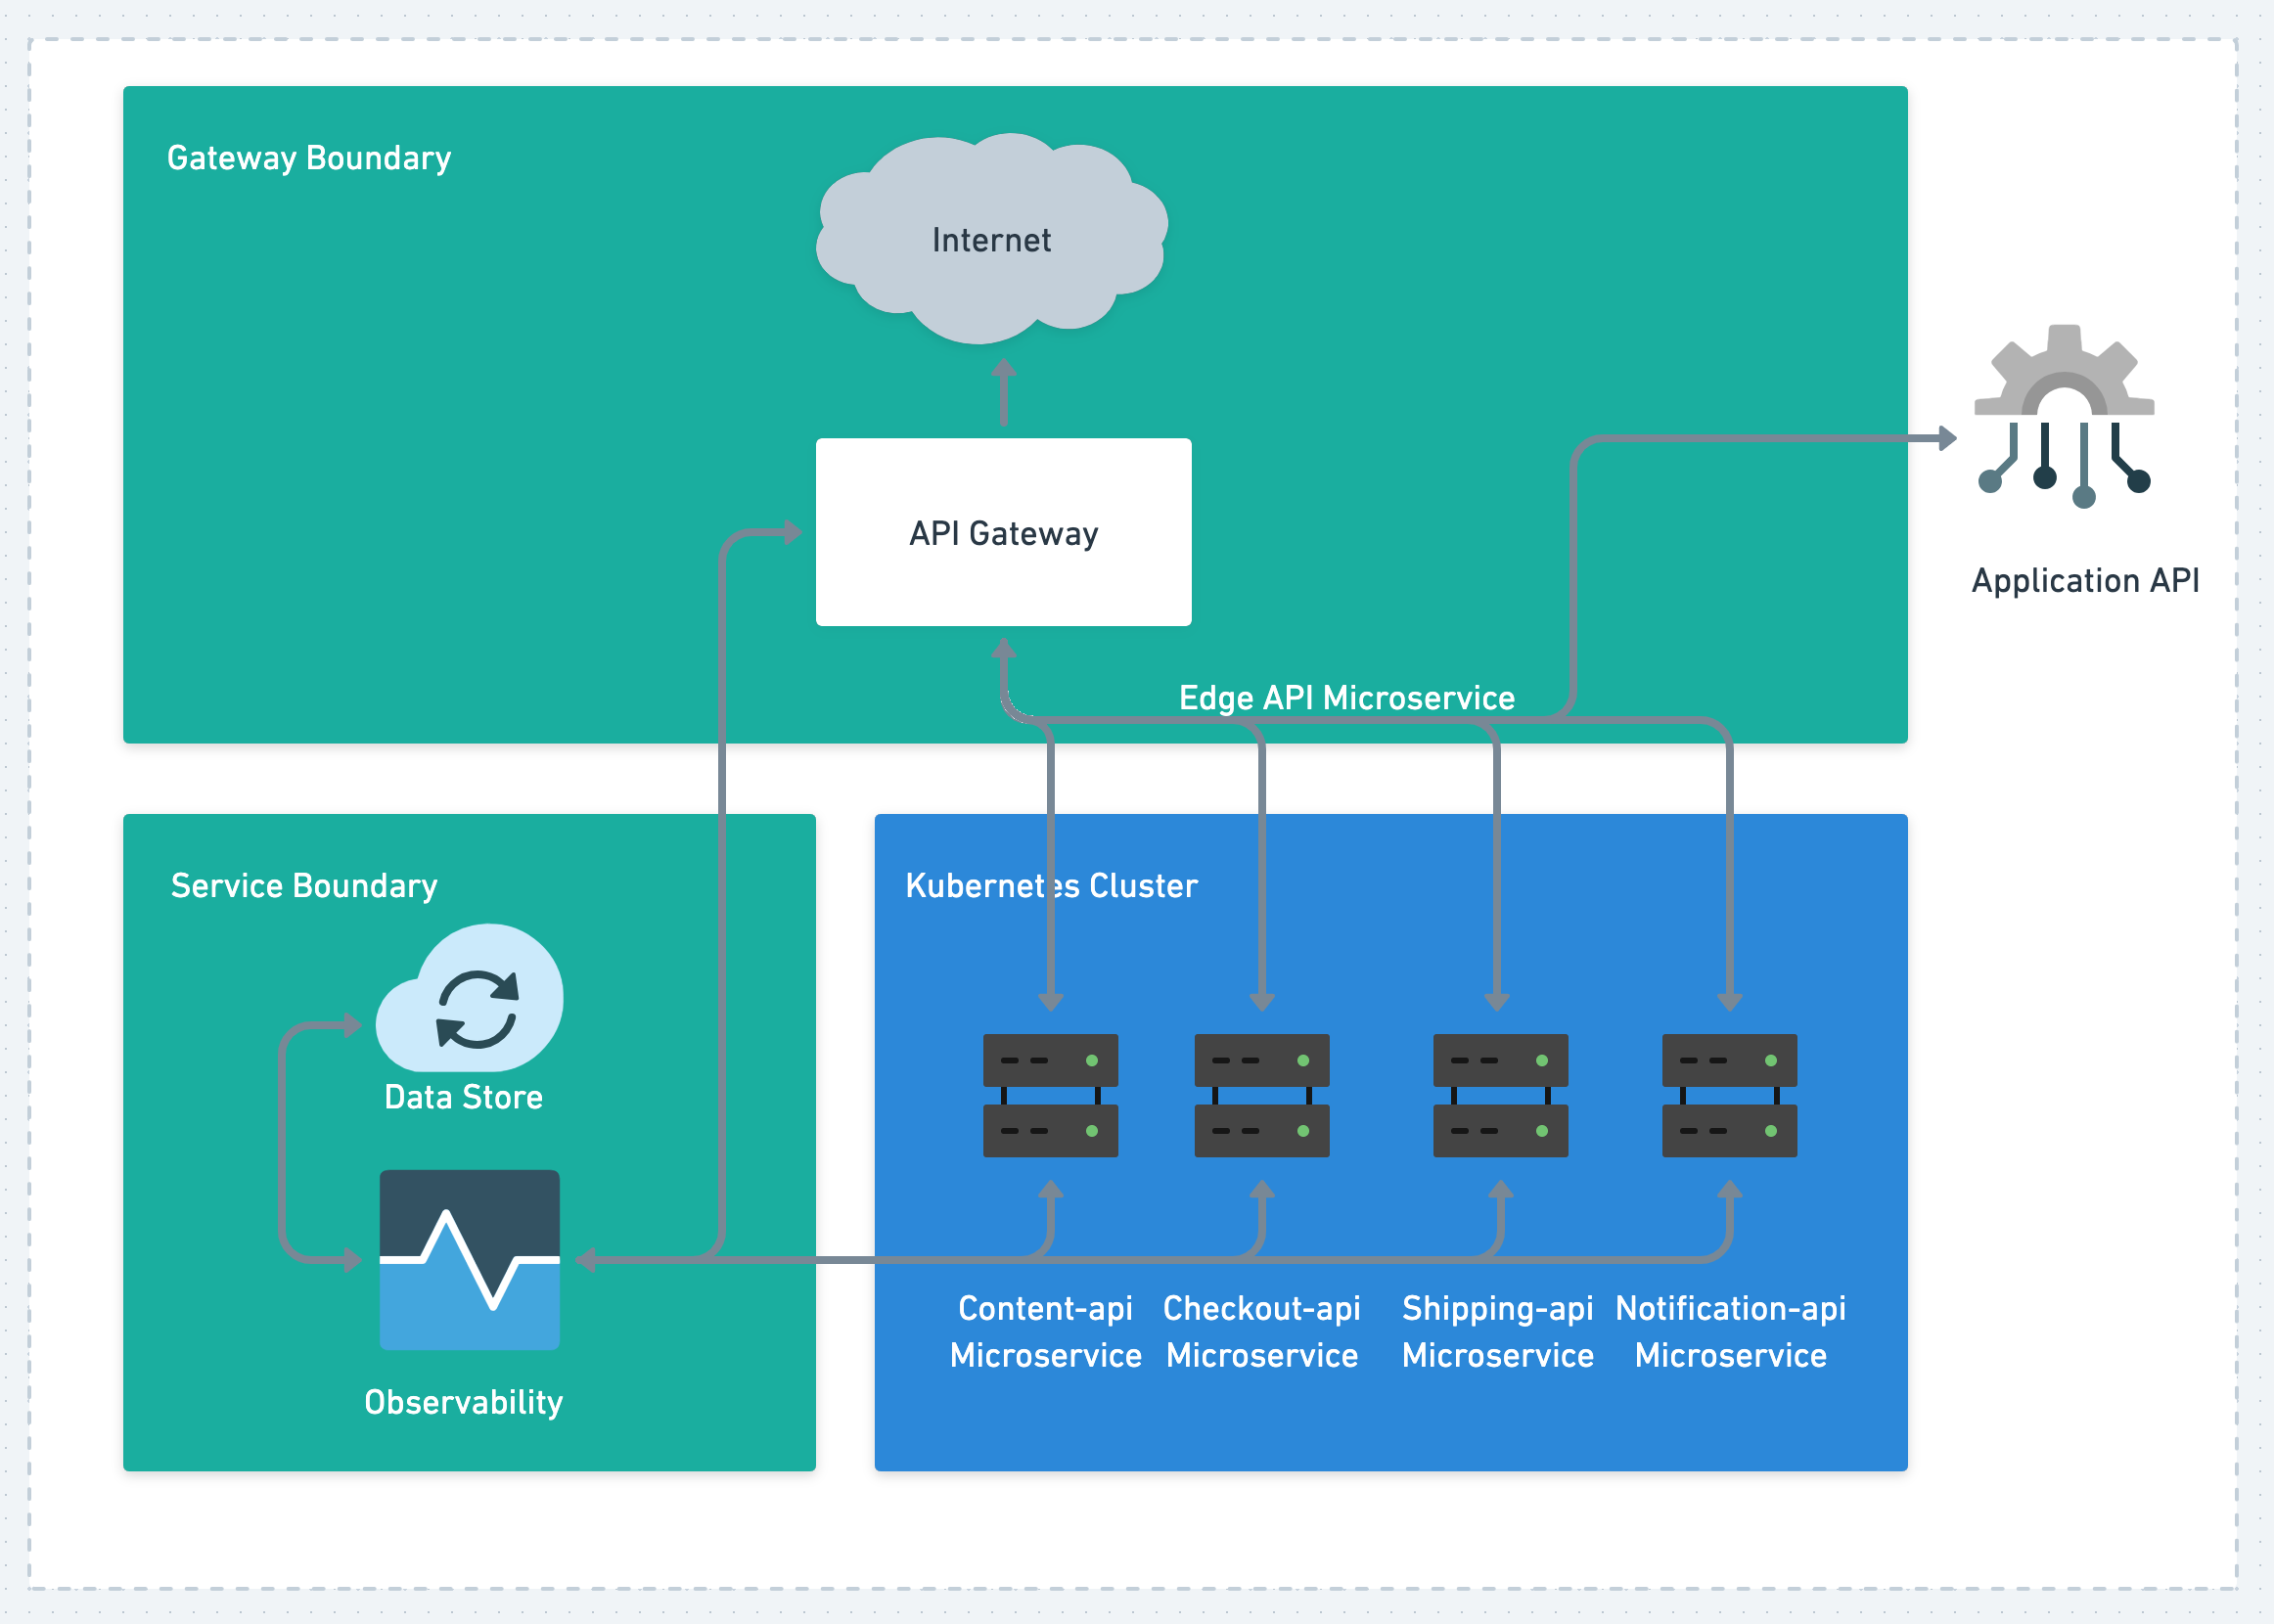 Gateway Boundary
Internet
API Gateway
Application API
Edge API Microservice
Service Boundary
Kubernetes Cluster
Data Store
Observability
Content-api
Microservice
Checkout-api
Microservice
Shipping-api
Microservice
Notification-api
Microservice